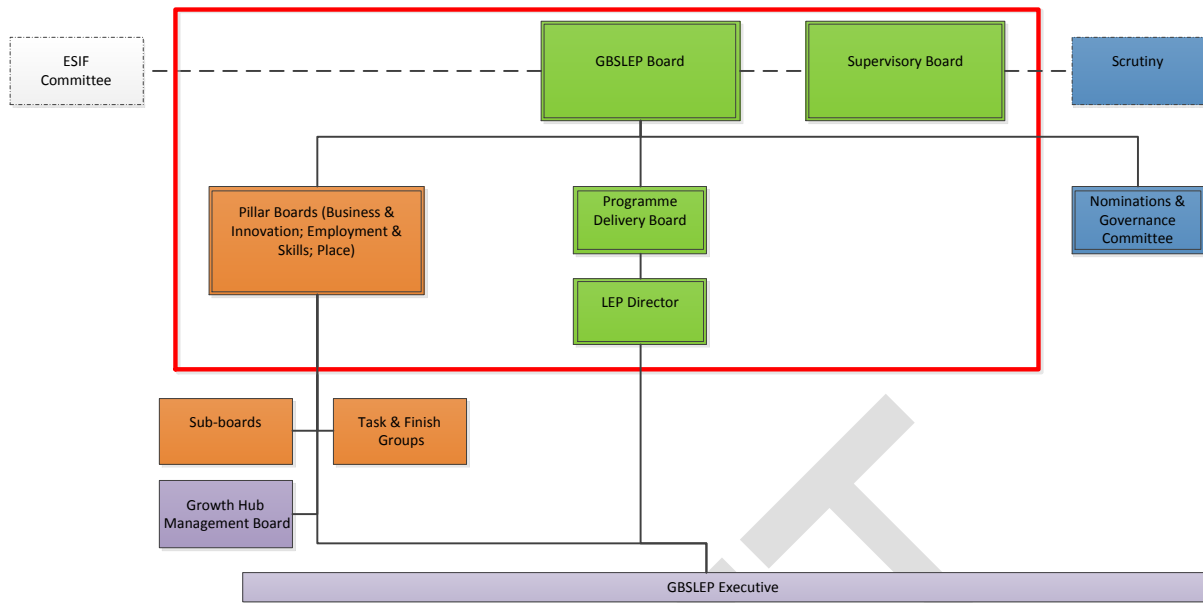 ESIF
Committee
GBSLEP Board
Supervisory Board
Scrutiny
Pillar Boards (Business &
Innovation; Employment &
Skills; Place)
Programme
Delivery Board
Nominations &
Governance
Committee
LEP Director
Sub-boards
Task & Finish
Groups
Growth Hub
Management Board
GBSLEP Executive